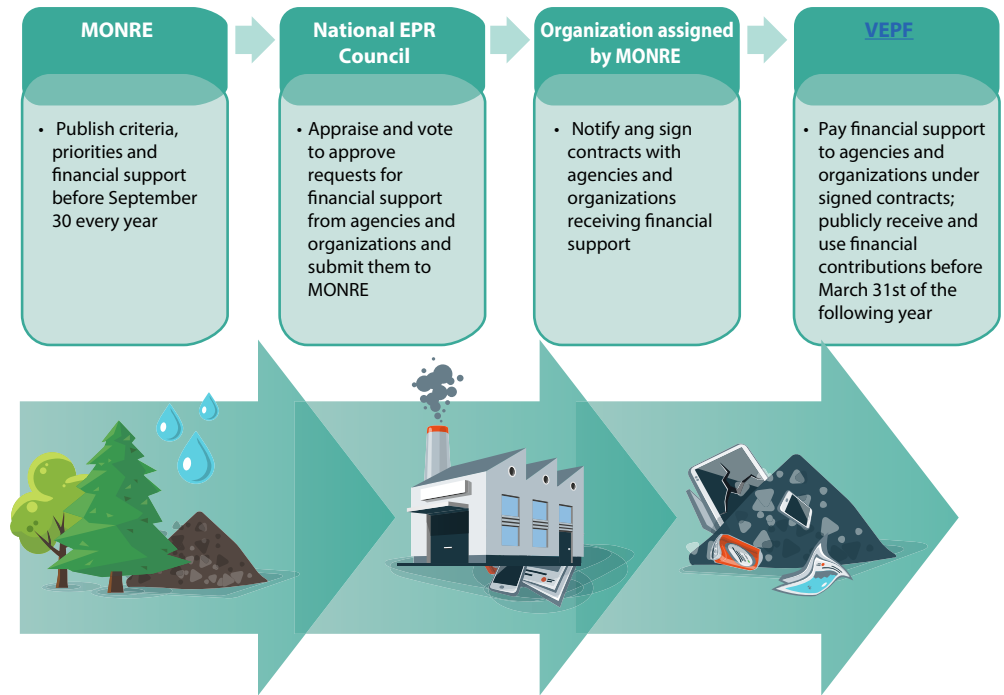 MONRE
• Publish criteria,
priorities and
financial support
before September
30 every year
National EPR
Council
• Appraise and vote
to approve
requests for
financial support
from agencies and
organizations and
submit them to
MONRE
Organization assigned
by MONRE
• Notify ang sign
contracts with
agencies and
organizations
receiving financial
support
VEPF
• Pay financial support
to agencies and
organizations under
signed contracts;
publicly receive and
use financial
contributions before
March 31st of the
following year